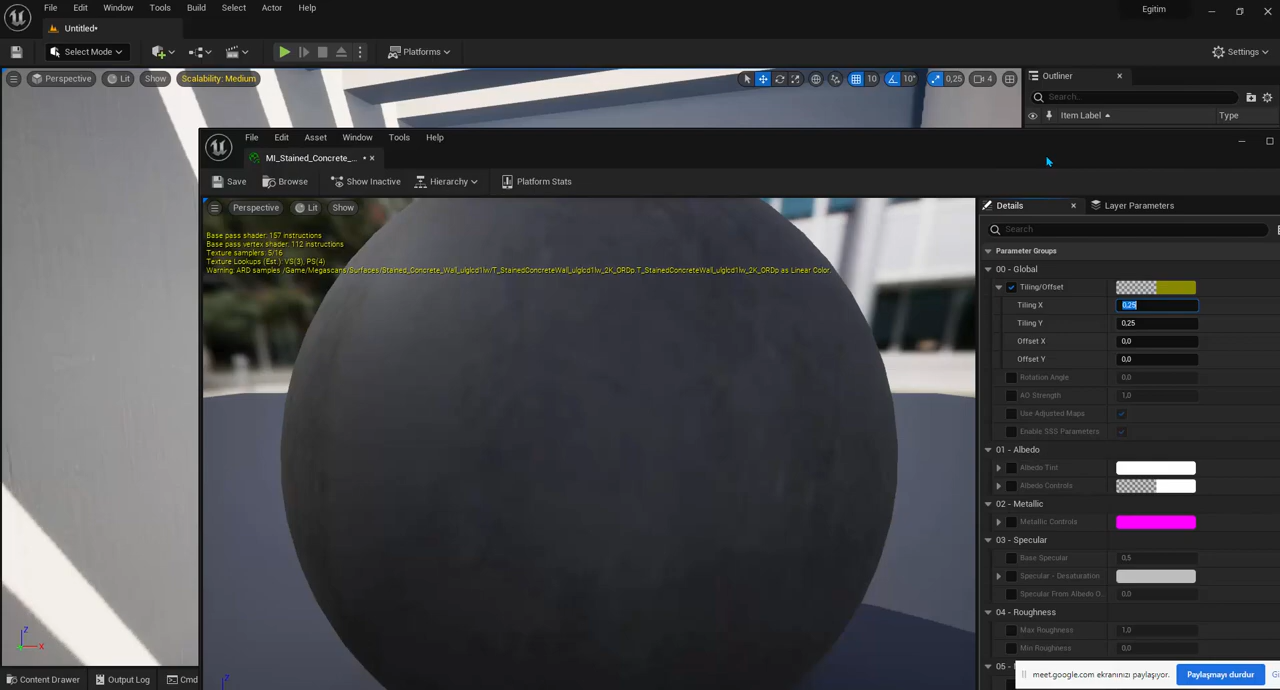 File Edit Window Tools Build Select Actor Help
Egitim
Untitled•
Select Mode
Platforms
Settings
Perspective Lit Show Scalability: Medium
10 10° 0,25 4
Outliner
Search..
Item Label Type
File Edit Asset Window Tools Help
MI_Stained_Concrete_... •
Save Browse Show Inactive Hierarchy Platform Stats
Perspective Lit Show
Base pass shader: 157 instructions
Base pass vertex shader: 112 instructions
Texture samplers: 5/16
Texture Lookups (Est.): VS(3), PS(4)
Warning: ARD samples /Game/Megascans/Surfaces/Stained_Concrete_Wall_ulglcd1lw/T_StainedConcreteWall_ulglcd1lw_2K_ORDp.T_StainedConcreteWall_ulglcd1lw_2K_ORDp as Linear Color.
Details
Layer Parameters
Search
Parameter Groups
00 - Global
Tiling/Offset
Tiling X 0,25
Tiling Y 0,25
Offset X 0,0
Offset Y 0,0
Rotation Angle 0,0
AO Strength 1,0
Use Adjusted Maps
Enable SSS Parameters
01 - Albedo
Albedo Tint
Albedo Controls
02 - Metallic
Metallic Controls
03 - Specular
Base Specular 0,5
Specular - Desaturation
Specular From Albedo O.. 0,0
04 - Roughness
Max Roughness 1,0
Min Roughness 0,0
05 -
Z
X
Z
Content Drawer Output Log Cmd
meet.google.com ekranınızı paylaşıyor. Paylaşmayı durdur